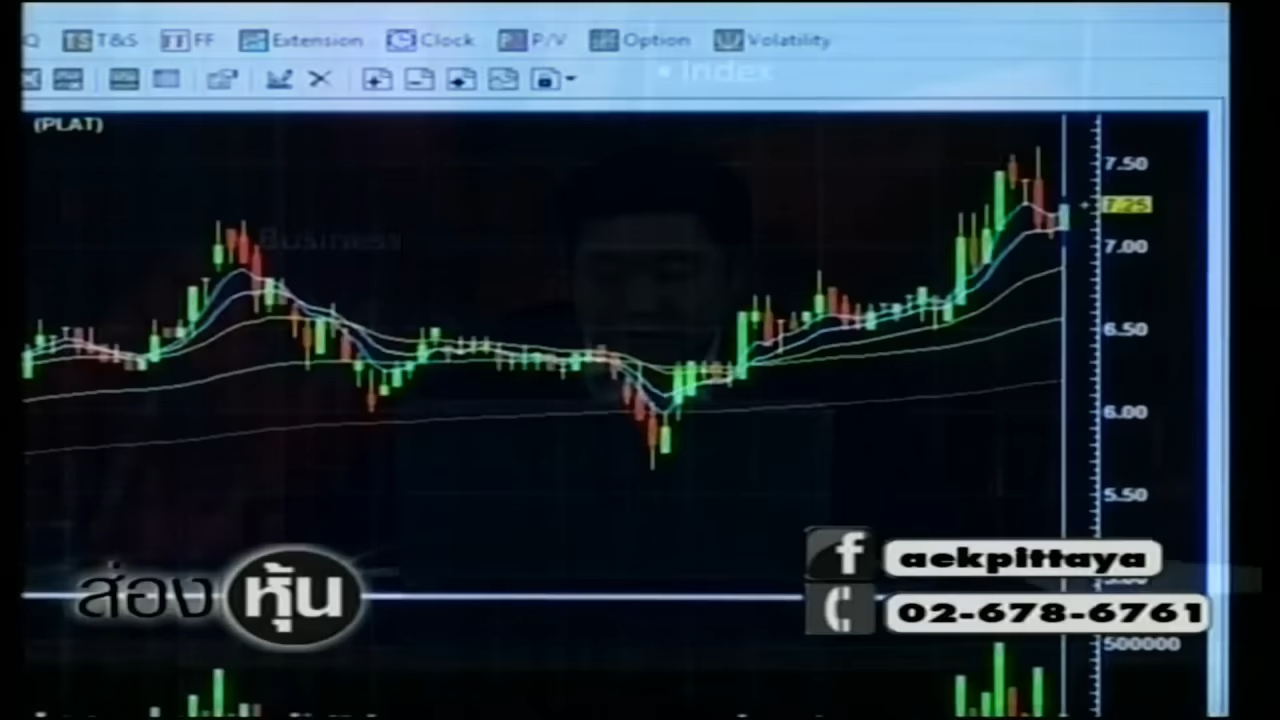 T&S FF Extension Clock P/V Option Volatility
Index
(PLAT)
7.50
7.25
7.00
Business
6.50
6.00
5.50
aekpittaya
ส่องหุ้น
02-678-6761
500000